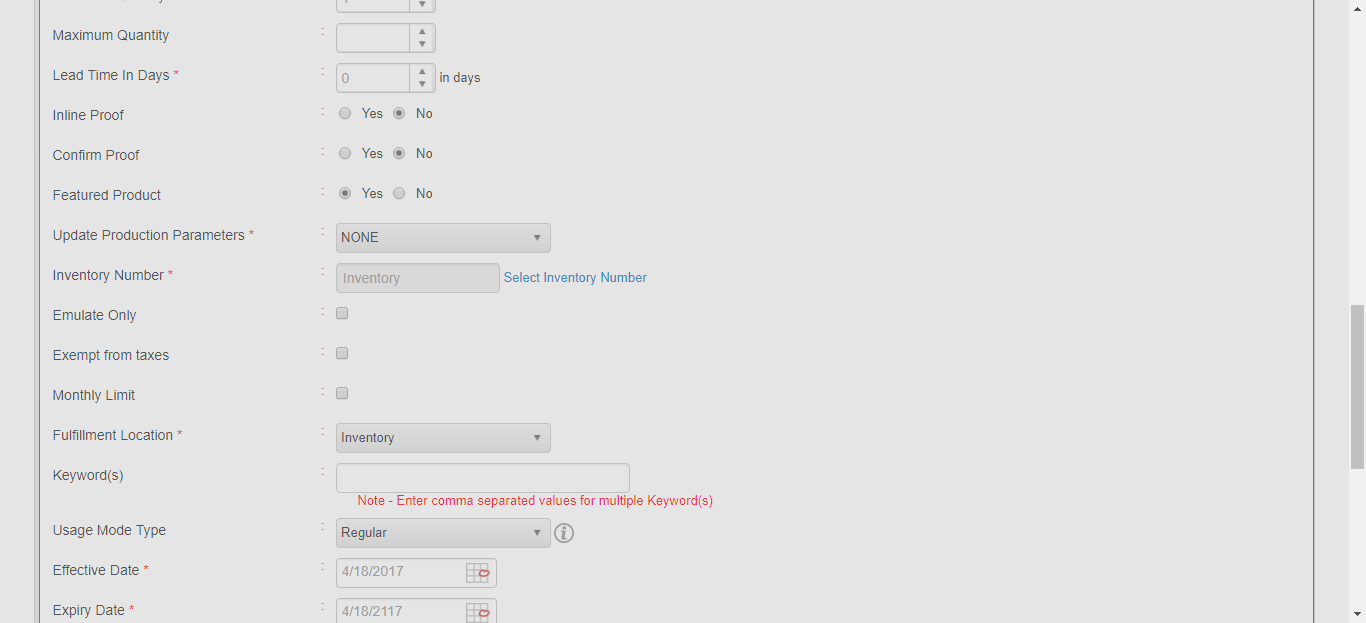 Maximum Quantity :
Lead Time In Days * : 0 in days
Inline Proof : Yes No
Confirm Proof : Yes No
Featured Product : Yes No
Update Production Parameters * : NONE
Inventory Number * : Inventory Select Inventory Number
Emulate Only :
Exempt from taxes :
Monthly Limit :
Fulfillment Location * : Inventory
Keyword(s) :
Note - Enter comma separated values for multiple Keyword(s)
Usage Mode Type : Regular
Effective Date * : 4/18/2017
Expiry Date * : 4/18/2117